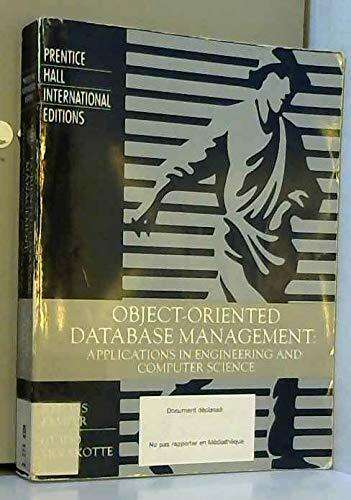 PRENTICE
HALL
INTERNATIONAL
EDITIONS
OBJECT-ORIENTED
DATABASE MANAGEMENT:
APPLICATIONS IN ENGINEERING AND
COMPUTER SCIENCE
Document déclassé
No pas rapporter en Médiathèque